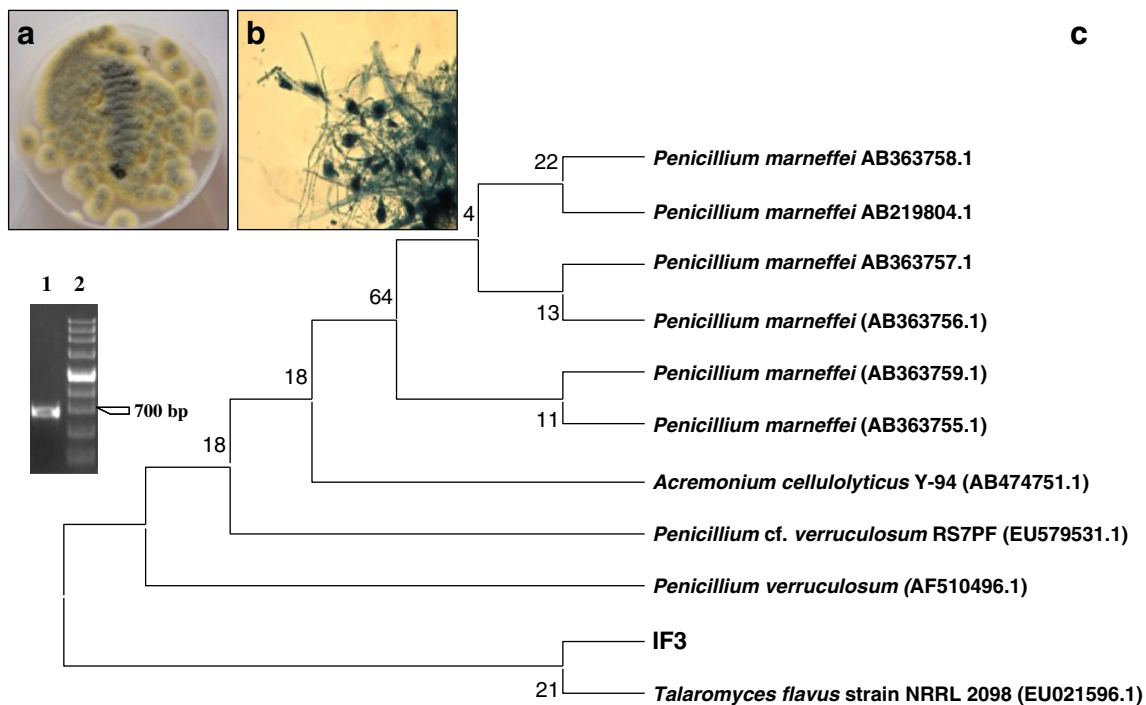 a
b
c
22
Penicillium marneffei AB363758.1
4
Penicillium marneffei AB219804.1
Penicillium marneffei AB363757.1
1 2
64
13
Penicillium marneffei (AB363756.1)
18
Penicillium marneffei (AB363759.1)
700 bp
11
Penicillium marneffei (AB363755.1)
18
Acremonium cellulolyticus Y-94 (AB474751.1)
Penicillium cf. verruculosum RS7PF (EU579531.1)
Penicillium verruculosum (AF510496.1)
IF3
21
Talaromyces flavus strain NRRL 2098 (EU021596.1)